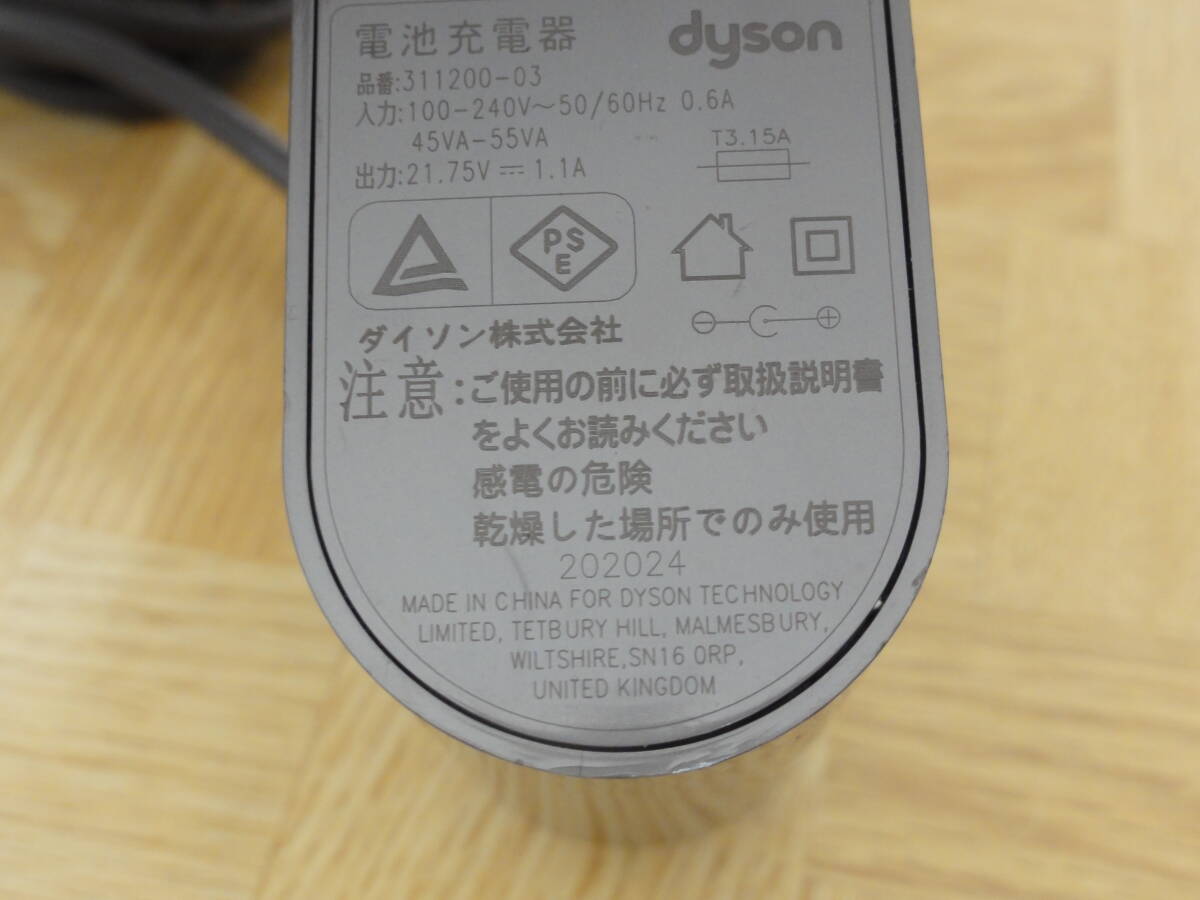 電池充電器 dyson
品番:311200-03
入力:100-240V～50/60Hz 0.6A
45VA-55VA
T3.15A
出力:21.75V⎓1.1A
PSE
ダイソン株式会社
注意:ご使用の前に必ず取扱説明書
をよくお読みください
感電の危険
乾燥した場所でのみ使用
202024
MADE IN CHINA FOR DYSON TECHNOLOGY
LIMITED, TETBURY HILL, MALMESBURY,
WILTSHIRE,SN16 0RP,
UNITED KINGDOM